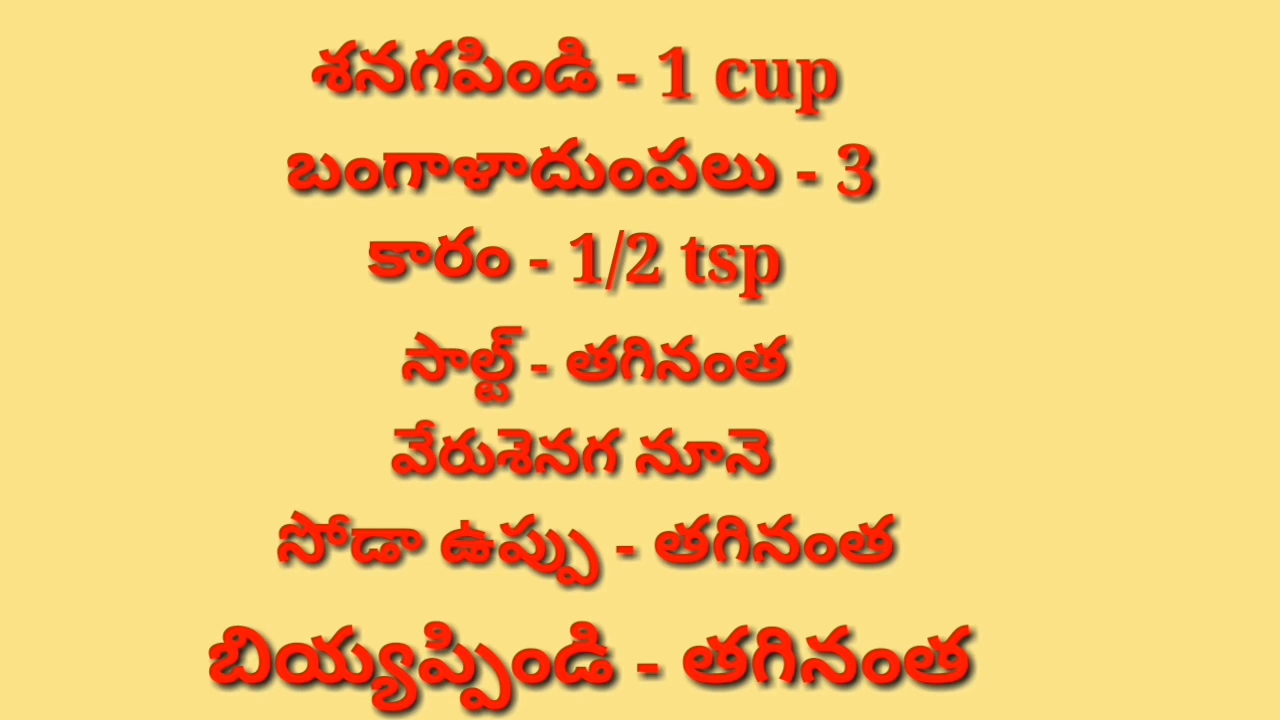 శనగపిండి - 1 cup
బంగాళాదుంపలు - 3
కారం - 1/2 tsp
సాల్ట్ - తగినంత
వేరుశెనగ నూనె
సోడా ఉప్పు - తగినంత
బియ్యప్పిండి - తగినంత